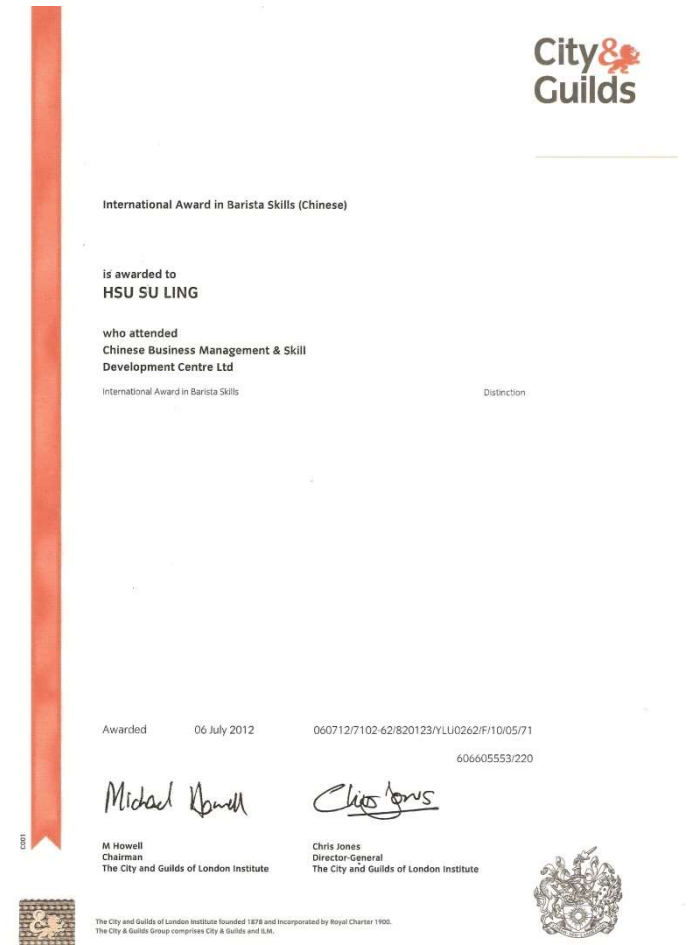 City&
Guilds
International Award in Barista Skills (Chinese)
is awarded to
HSU SU LING
who attended
Chinese Business Management & Skill
Development Centre Ltd
International Award in Barista Skills Distinction
Awarded 06 July 2012 060712/7102-62/820123/YLU0262/F/10/05/71
606605553/220
Michael Howell Chris Jones
M Howell Chris Jones
Chairman Director-General
The City and Guilds of London Institute The City and Guilds of London Institute
C001
The City and Guilds of London Institute founded 1878 and Incorporated by Royal Charter 1900.
The City & Guilds Group comprises City & Guilds and ILM.